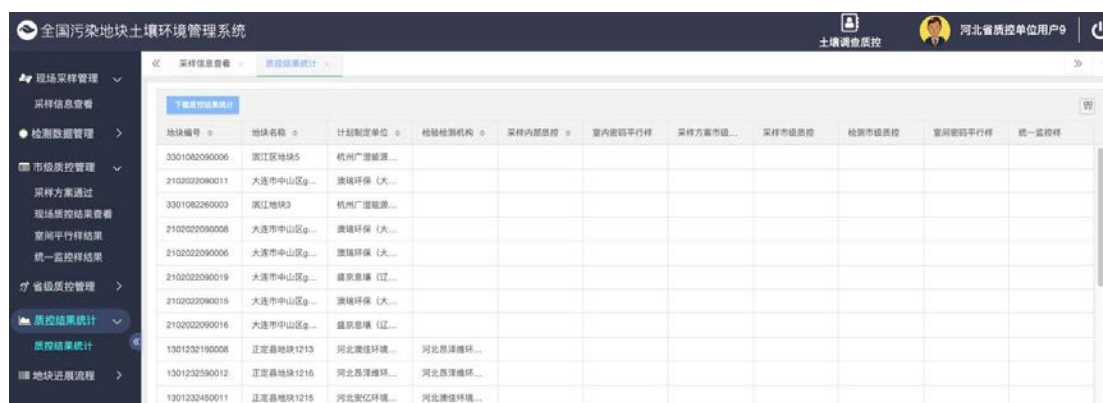 全国污染地块土壤环境管理系统
土壤调查质控
河北省质控单位用户9
现场采样管理
采样信息查看
检测数据管理
市级质控管理
采样方案通过
现场质控结果查看
室间平行样结果
统一监控样结果
省级质控管理
质控结果统计
质控结果统计
地块进展流程
采样信息查看 质控结果统计
下载质控结果统计
地块编号 地块名称 计划制定单位 检验检测机构 采样内部质控 室内密码平行样 采样方案市级... 采样市级质控 检测市级质控 室间密码平行样 统一监控样
3301082090006 滨江区地块5 杭州广澄能源...
2102022090011 大连市中山区g... 澳瑞环保（大...
3301082260003 滨江地块3 杭州广澄能源...
2102022090008 大连市中山区g... 澳瑞环保（大...
2102022090006 大连市中山区g... 澳瑞环保（大...
2102022090019 大连市中山区g... 盛京息壤（辽...
2102022090015 大连市中山区g... 澳瑞环保（大...
2102022090016 大连市中山区g... 盛京息壤（辽...
1301232190008 正定县地块1213 河北澳佳环境... 河北昂泽维环...
1301232590012 正定县地块1216 河北昂泽维环... 河北昂泽维环...
1301232450011 正定县地块1215 河北安亿环境... 河北澳佳环境...